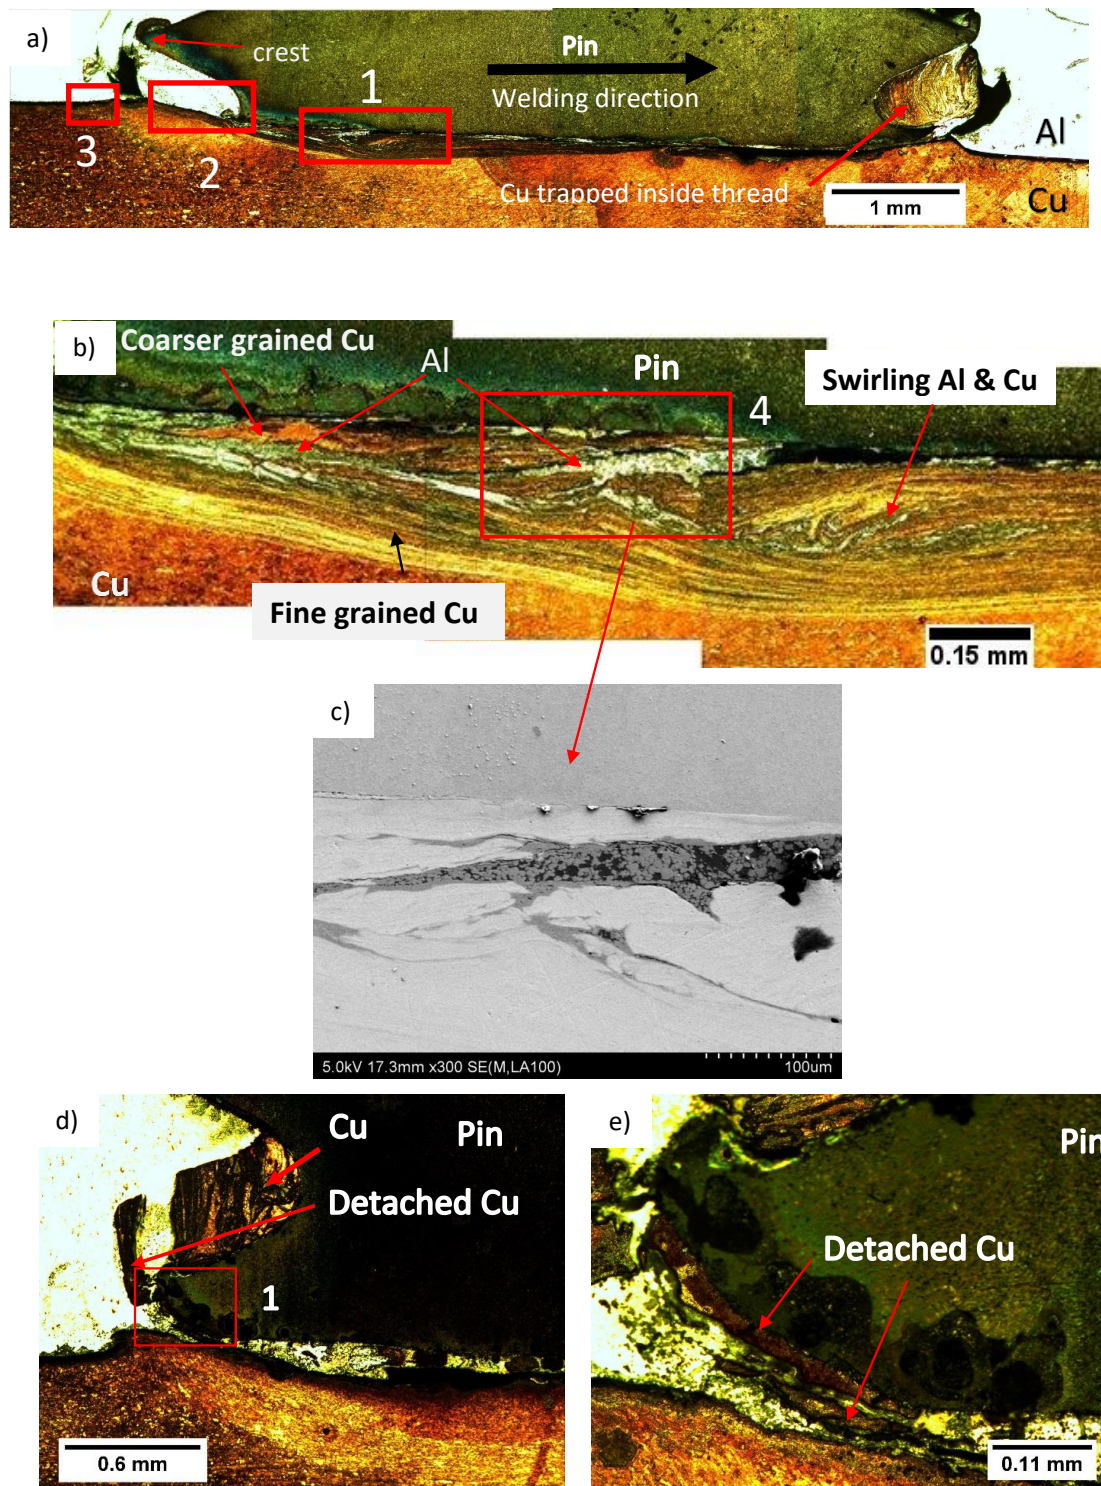 a)
crest
1
Pin
Welding direction
3
2
Cu trapped inside thread
Al
1 mm
Cu
b)
Coarser grained Cu
Al
Pin
4
Swirling Al & Cu
Cu
Fine grained Cu
0.15 mm
c)
5.0kV 17.3mm x300 SE(M,LA100)
100um
d)
Cu
Pin
Detached Cu
1
0.6 mm
e)
Pin
Detached Cu
0.11 mm